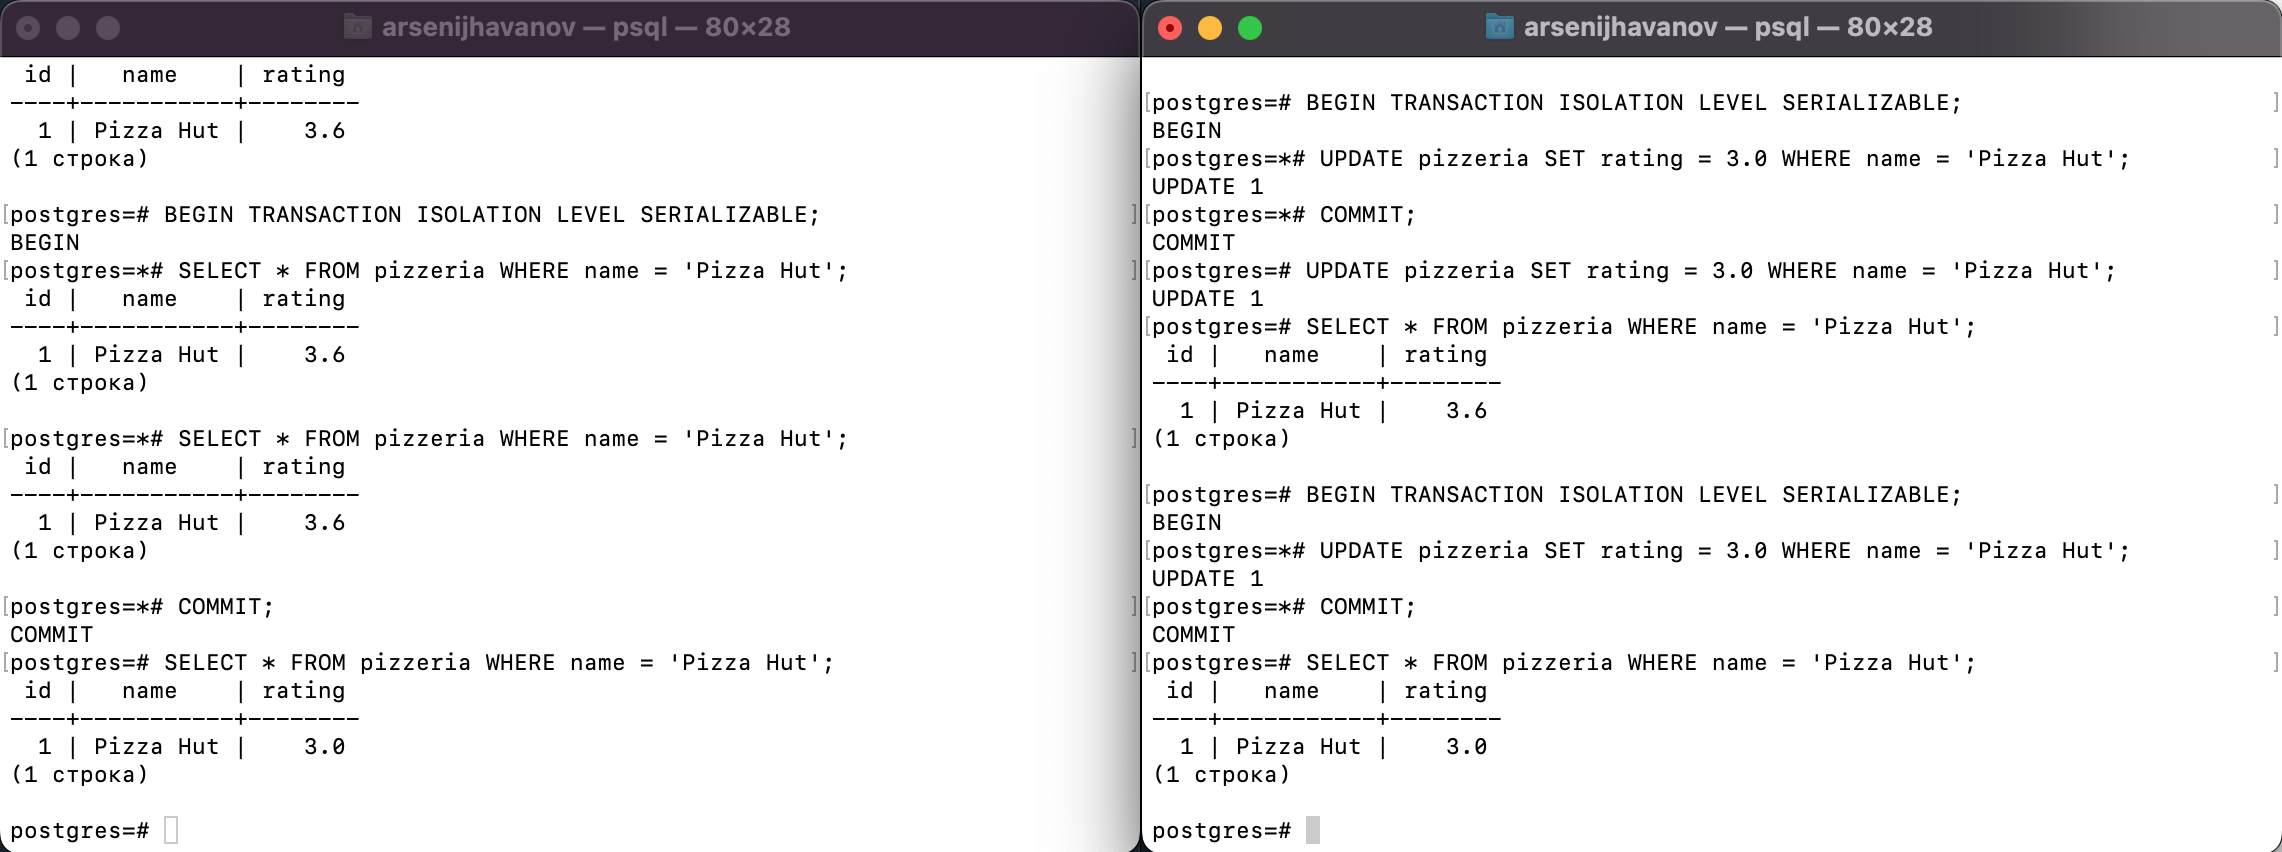 arsenijhavanov — psql — 80×28
 id |   name    | rating
----+-----------+--------
  1 | Pizza Hut |    3.6
(1 строка)
postgres=# BEGIN TRANSACTION ISOLATION LEVEL SERIALIZABLE;
BEGIN
postgres=*# SELECT * FROM pizzeria WHERE name = 'Pizza Hut';
 id |   name    | rating
----+-----------+--------
  1 | Pizza Hut |    3.6
(1 строка)
postgres=*# SELECT * FROM pizzeria WHERE name = 'Pizza Hut';
 id |   name    | rating
----+-----------+--------
  1 | Pizza Hut |    3.6
(1 строка)
postgres=*# COMMIT;
COMMIT
postgres=# SELECT * FROM pizzeria WHERE name = 'Pizza Hut';
 id |   name    | rating
----+-----------+--------
  1 | Pizza Hut |    3.0
(1 строка)
postgres=#
arsenijhavanov — psql — 80×28
postgres=# BEGIN TRANSACTION ISOLATION LEVEL SERIALIZABLE;
BEGIN
postgres=*# UPDATE pizzeria SET rating = 3.0 WHERE name = 'Pizza Hut';
UPDATE 1
postgres=*# COMMIT;
COMMIT
postgres=# UPDATE pizzeria SET rating = 3.0 WHERE name = 'Pizza Hut';
UPDATE 1
postgres=# SELECT * FROM pizzeria WHERE name = 'Pizza Hut';
 id |   name    | rating
----+-----------+--------
  1 | Pizza Hut |    3.6
(1 строка)
postgres=# BEGIN TRANSACTION ISOLATION LEVEL SERIALIZABLE;
BEGIN
postgres=*# UPDATE pizzeria SET rating = 3.0 WHERE name = 'Pizza Hut';
UPDATE 1
postgres=*# COMMIT;
COMMIT
postgres=# SELECT * FROM pizzeria WHERE name = 'Pizza Hut';
 id |   name    | rating
----+-----------+--------
  1 | Pizza Hut |    3.0
(1 строка)
postgres=#